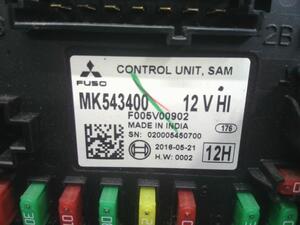 2B
CONTROL UNIT, SAM
FUSO
MK543400 12 V HI
F005V00902
MADE IN INDIA
176
SN: 020005450700
2016-05-21
H.W: 0002
12H